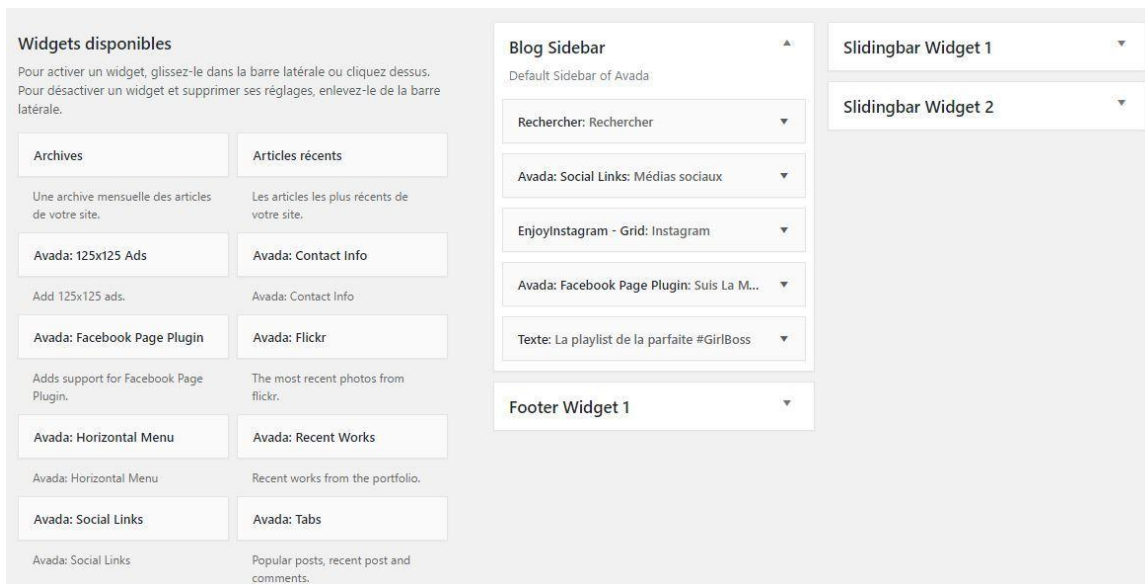 Widgets disponibles
Pour activer un widget, glissez-le dans la barre latérale ou cliquez dessus.
Pour désactiver un widget et supprimer ses réglages, enlevez-le de la barre
latérale.
Archives
Articles récents
Une archive mensuelle des articles
de votre site.
Les articles les plus récents de
votre site.
Avada: 125x125 Ads
Avada: Contact Info
Add 125x125 ads.
Avada: Contact Info
Avada: Facebook Page Plugin
Avada: Flickr
Adds support for Facebook Page
Plugin.
The most recent photos from
flickr.
Avada: Horizontal Menu
Avada: Recent Works
Avada: Horizontal Menu
Recent works from the portfolio.
Avada: Social Links
Avada: Tabs
Avada: Social Links
Popular posts, recent post and
comments.
Blog Sidebar
Default Sidebar of Avada
Rechercher: Rechercher
Avada: Social Links: Médias sociaux
EnjoyInstagram - Grid: Instagram
Avada: Facebook Page Plugin: Suis La M...
Texte: La playlist de la parfaite #GirlBoss
Footer Widget 1
Slidingbar Widget 1
Slidingbar Widget 2